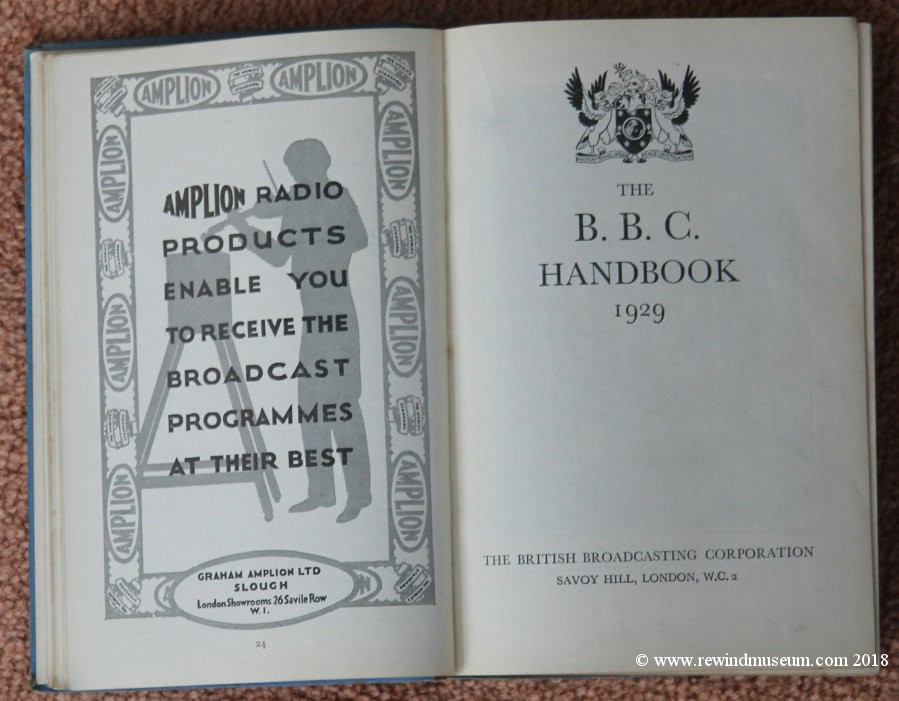 AMPLION
AMPLION
AMPLION
AMPLION
AMPLION
AMPLION
AMPLION
AMPLION
AMPLION RADIO
PRODUCTS
ENABLE YOU
TO RECEIVE THE
BROADCAST
PROGRAMMES
AT THEIR BEST
GRAHAM AMPLION LTD
SLOUGH
London Showrooms 26 Savile Row
W.1.
24
THE
B. B. C.
HANDBOOK
1929
THE BRITISH BROADCASTING CORPORATION
SAVOY HILL, LONDON, W.C. 2
© www.rewindmuseum.com 2018